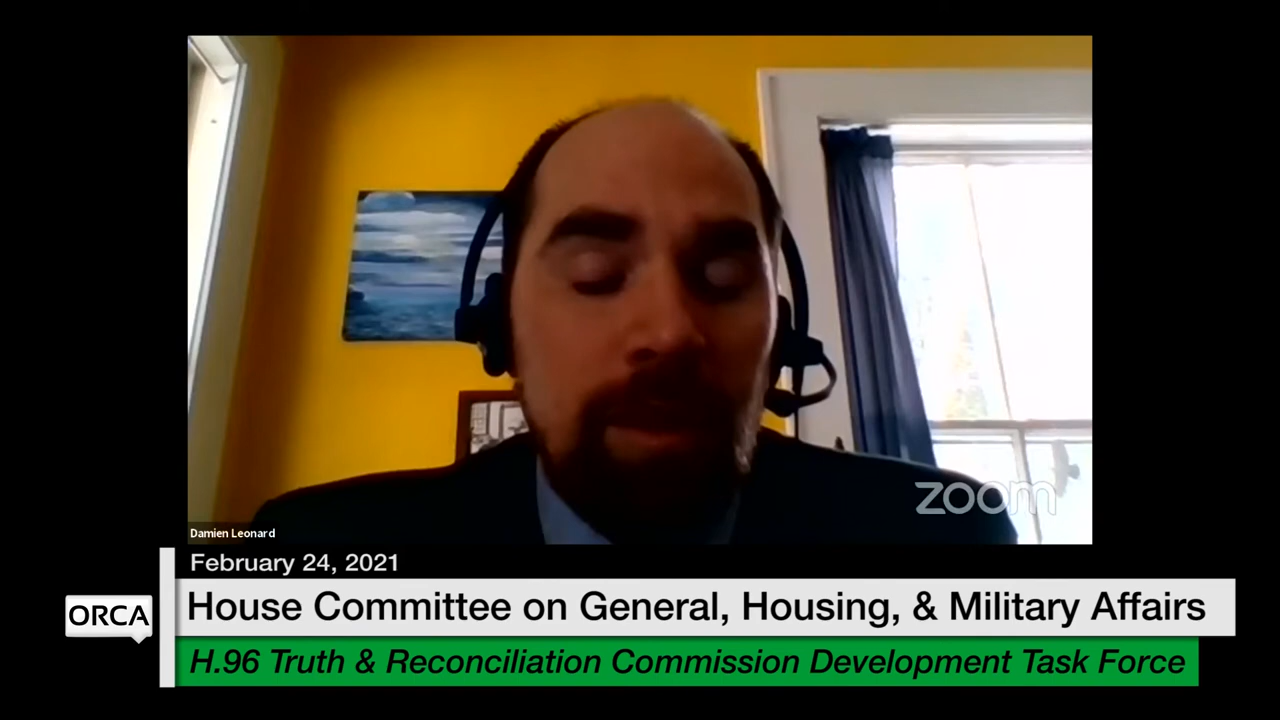 zoom
Damien Leonard
February 24, 2021
ORCA
House Committee on General, Housing, & Military Affairs
H.96 Truth & Reconciliation Commission Development Task Force